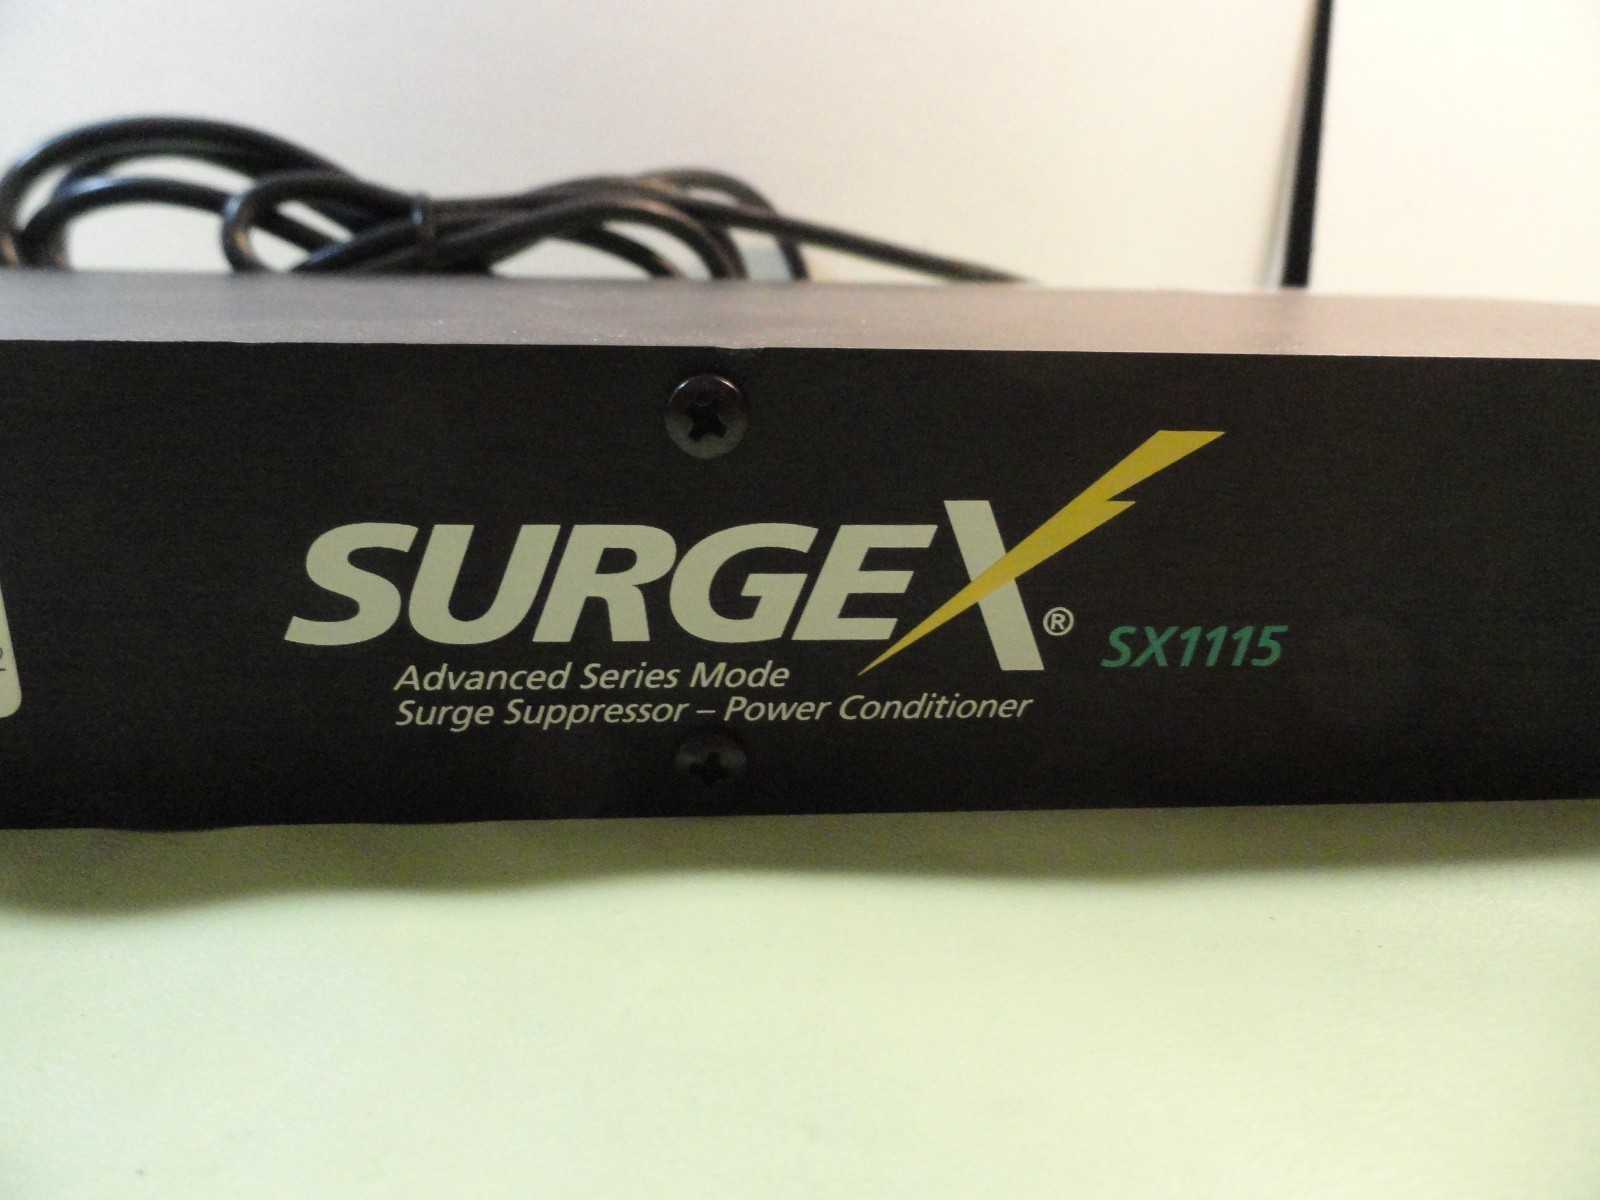 SURGEX® SX1115
Advanced Series Mode
Surge Suppressor – Power Conditioner